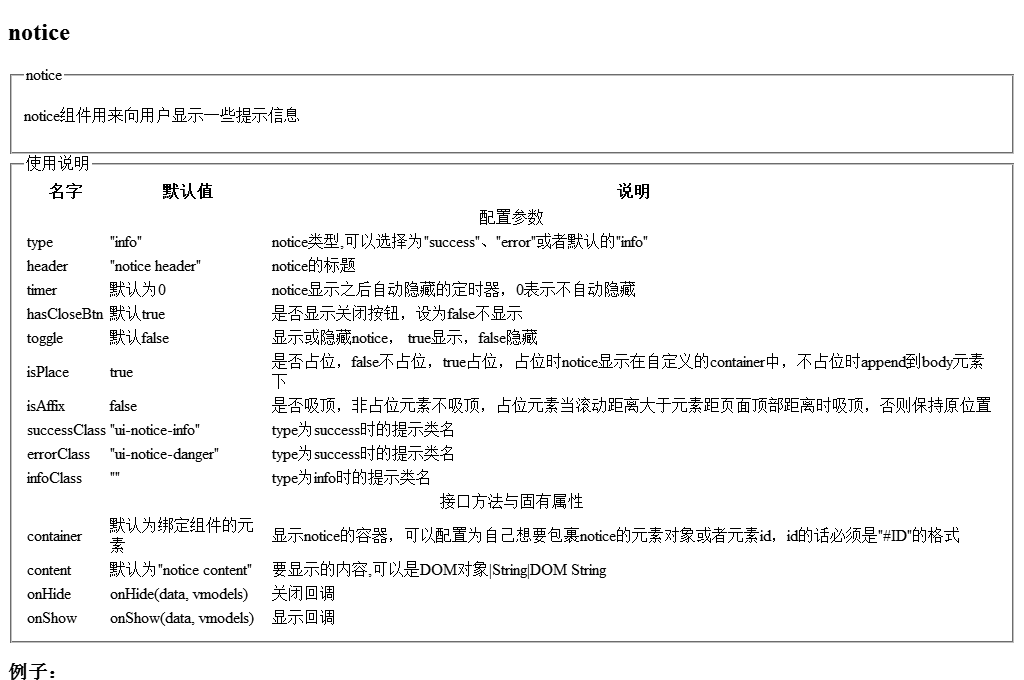 notice
notice
notice组件用来向用户显示一些提示信息
使用说明
名字 默认值 说明
配置参数
type "info" notice类型,可以选择为"success"、"error"或者默认的"info"
header "notice header" notice的标题
timer 默认为0 notice显示之后自动隐藏的定时器，0表示不自动隐藏
hasCloseBtn 默认true 是否显示关闭按钮，设为false不显示
toggle 默认false 显示或隐藏notice， true显示，false隐藏
isPlace true 是否占位，false不占位，true占位，占位时notice显示在自定义的container中，不占位时append到body元素
下
isAffix false 是否吸顶，非占位元素不吸顶，占位元素当滚动距离大于元素距页面顶部距离时吸顶，否则保持原位置
successClass "ui-notice-info" type为success时的提示类名
errorClass "ui-notice-danger" type为success时的提示类名
infoClass "" type为info时的提示类名
接口方法与固有属性
container 默认为绑定组件的元
素 显示notice的容器，可以配置为自己想要包裹notice的元素对象或者元素id，id的话必须是"#ID"的格式
content 默认为"notice content" 要显示的内容,可以是DOM对象|String|DOM String
onHide onHide(data, vmodels) 关闭回调
onShow onShow(data, vmodels) 显示回调
例子：